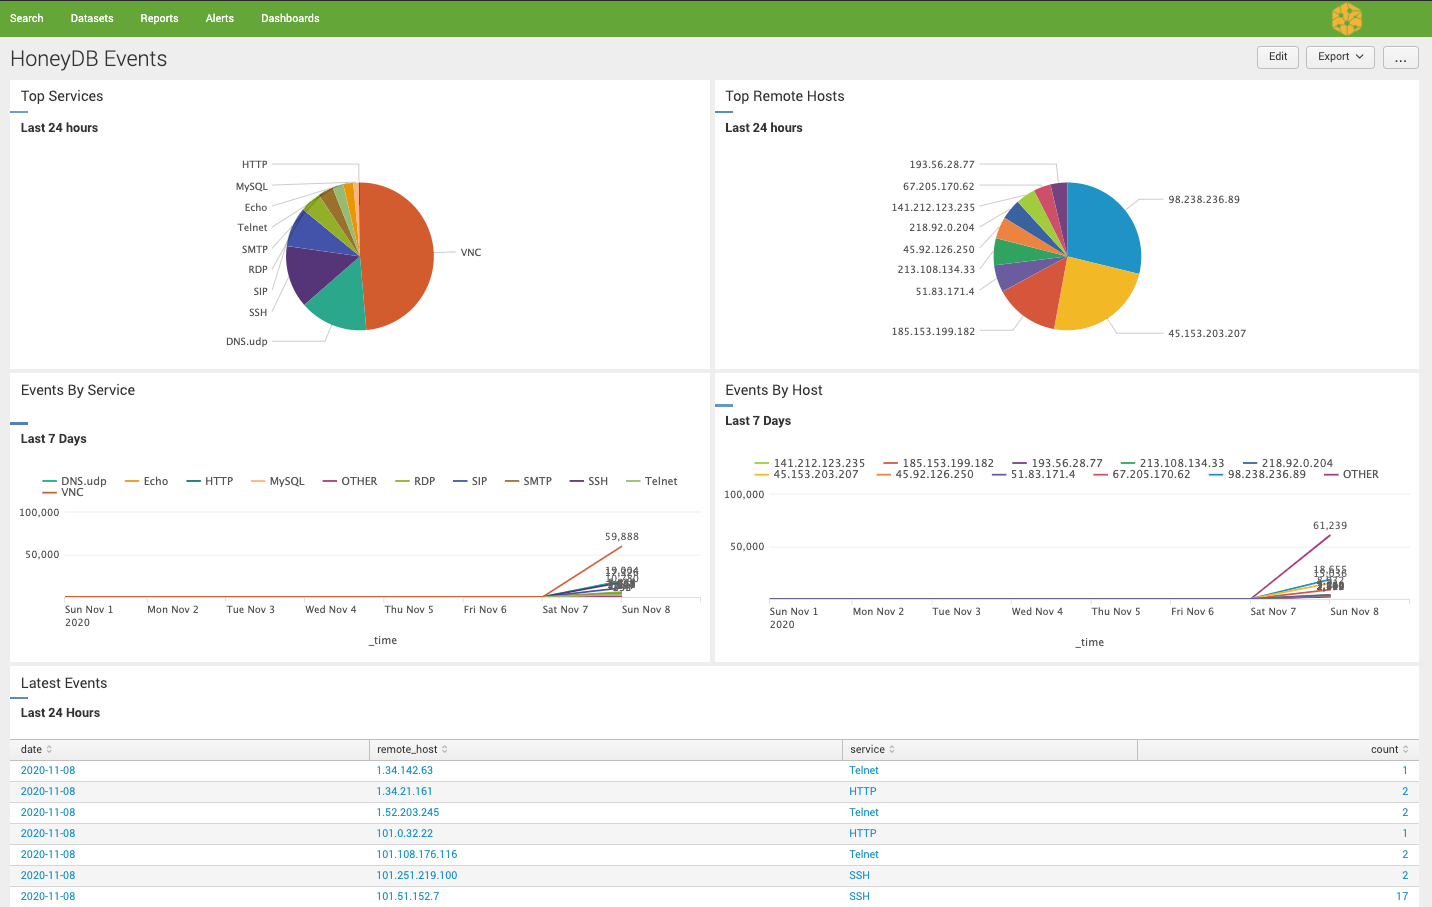 Search Datasets Reports Alerts Dashboards
HoneyDB Events
Edit Export ...
Top Services
Last 24 hours
HTTP
MySQL
Echo
Telnet
SMTP
RDP
SIP
SSH
DNS.udp
VNC
Top Remote Hosts
Last 24 hours
193.56.28.77
67.205.170.62
141.212.123.235
218.92.0.204
45.92.126.250
213.108.134.33
51.83.171.4
185.153.199.182
98.238.236.89
45.153.203.207
Events By Service
Last 7 Days
DNS.udp Echo HTTP MySQL OTHER RDP SIP SMTP SSH Telnet
VNC
100,000
50,000
59,888
19,004
Sun Nov 1 Mon Nov 2 Tue Nov 3 Wed Nov 4 Thu Nov 5 Fri Nov 6 Sat Nov 7 Sun Nov 8
2020
_time
Events By Host
Last 7 Days
141.212.123.235 185.153.199.182 193.56.28.77 213.108.134.33 218.92.0.204
45.153.203.207 45.92.126.250 51.83.171.4 67.205.170.62 98.238.236.89 OTHER
100,000
50,000
61,239
18,655
Sun Nov 1 Mon Nov 2 Tue Nov 3 Wed Nov 4 Thu Nov 5 Fri Nov 6 Sat Nov 7 Sun Nov 8
2020
_time
Latest Events
Last 24 Hours
date remote_host service count
2020-11-08 1.34.142.63 Telnet 1
2020-11-08 1.34.21.161 HTTP 2
2020-11-08 1.52.203.245 Telnet 2
2020-11-08 101.0.32.22 HTTP 1
2020-11-08 101.108.176.116 Telnet 2
2020-11-08 101.251.219.100 SSH 2
2020-11-08 101.51.152.7 SSH 17